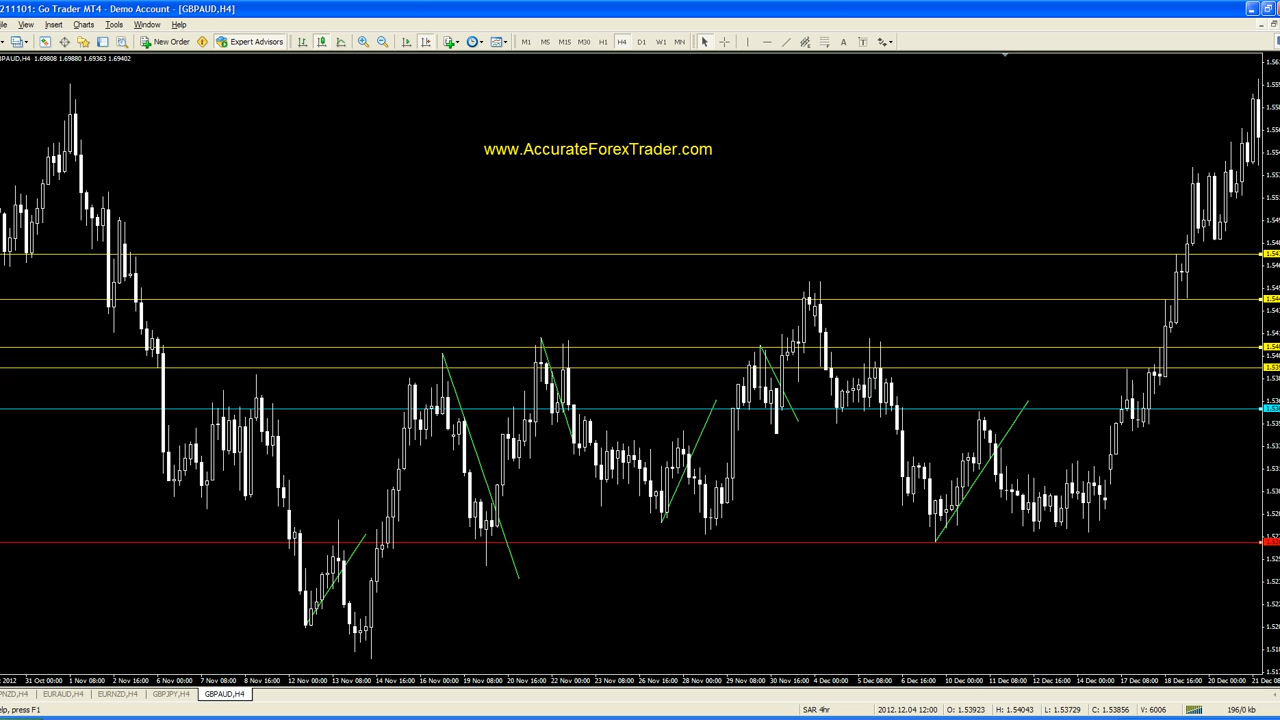 211101: Go Trader MT4 - Demo Account - [GBPAUD,H4]
View Insert Charts Tools Window Help
New Order Expert Advisors M1 M5 M15 M30 H1 H4 D1 W1 MN A T
1.69808 1.69880 1.69363 1.69402
www.AccurateForexTrader.com
2012 31 Oct 00:00 1 Nov 08:00 2 Nov 16:00 6 Nov 00:00 7 Nov 08:00 8 Nov 16:00 12 Nov 00:00 13 Nov 08:00 14 Nov 16:00 16 Nov 00:00 19 Nov 08:00 20 Nov 16:00 22 Nov 00:00 23 Nov 08:00 26 Nov 16:00 28 Nov 00:00 29 Nov 08:00 30 Nov 16:00 4 Dec 00:00 5 Dec 08:00 6 Dec 16:00 10 Dec 00:00 11 Dec 08:00 12 Dec 16:00 14 Dec 00:00 17 Dec 08:00 18 Dec 16:00 20 Dec 00:00 21 Dec
EURAUD,H4 EURNZD,H4 GBPJPY,H4 GBPAUD,H4
press F1 SAR 4hr 2012.12.04 12:00 O: 1.53923 H: 1.54043 L: 1.53729 C: 1.53856 V: 6006 196/0 kb